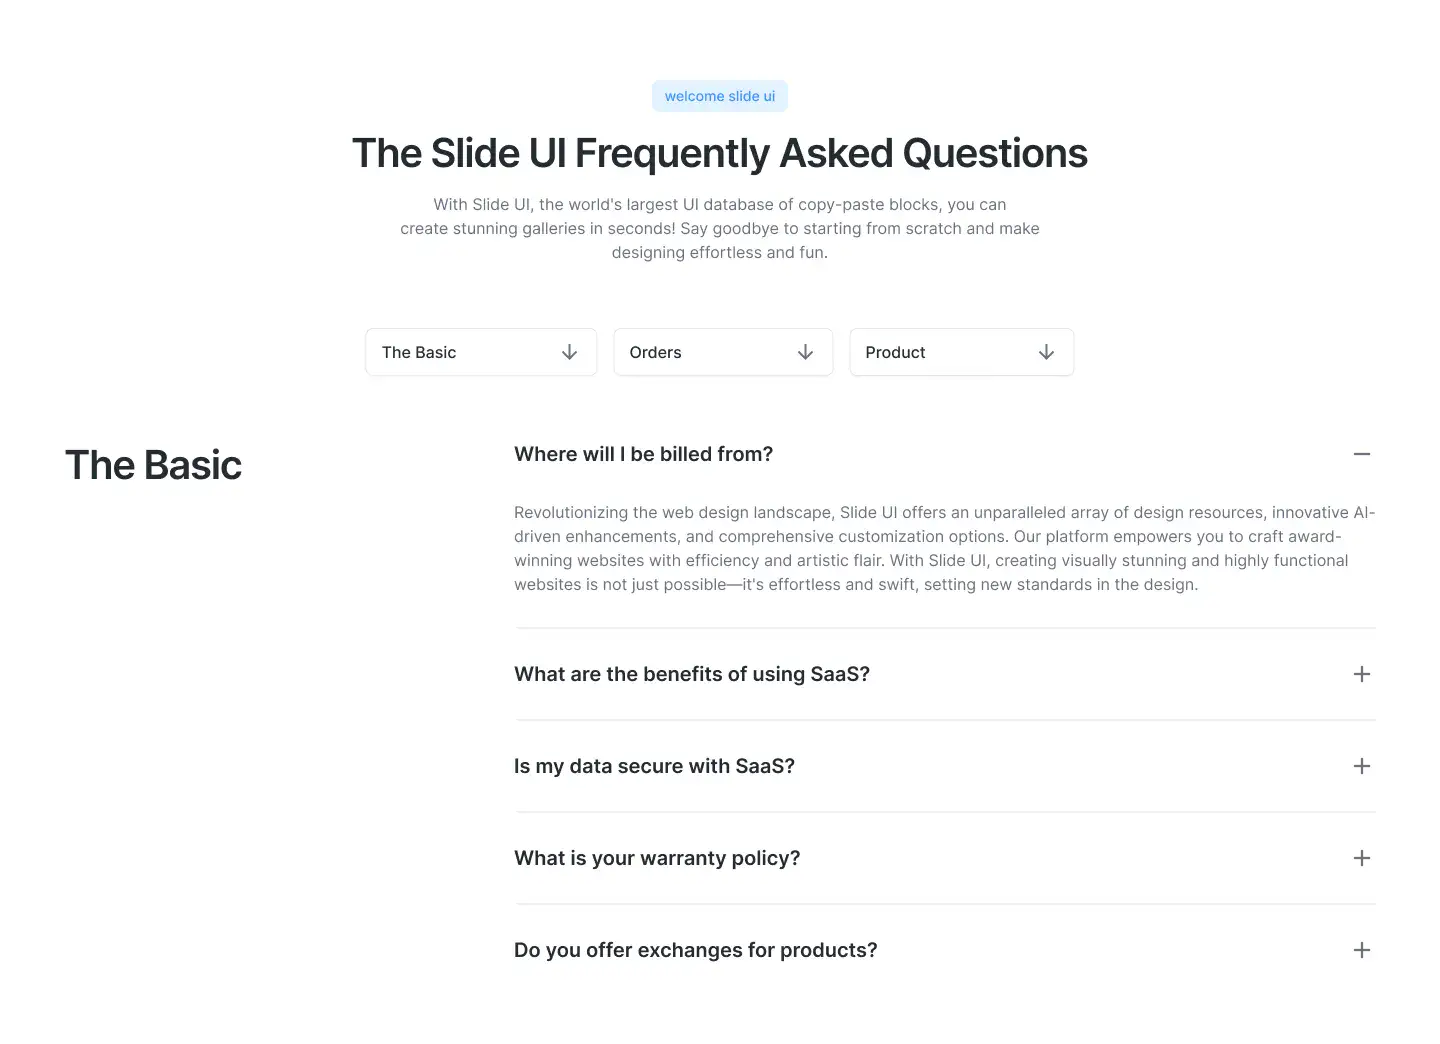 welcome slide ui
The Slide UI Frequently Asked Questions
With Slide UI, the world's largest UI database of copy-paste blocks, you can
create stunning galleries in seconds! Say goodbye to starting from scratch and make
designing effortless and fun.
The Basic
Orders
Product
The Basic
Where will I be billed from?
Revolutionizing the web design landscape, Slide UI offers an unparalleled array of design resources, innovative AI-
driven enhancements, and comprehensive customization options. Our platform empowers you to craft award-
winning websites with efficiency and artistic flair. With Slide UI, creating visually stunning and highly functional
websites is not just possible—it's effortless and swift, setting new standards in the design.
What are the benefits of using SaaS?
Is my data secure with SaaS?
What is your warranty policy?
Do you offer exchanges for products?